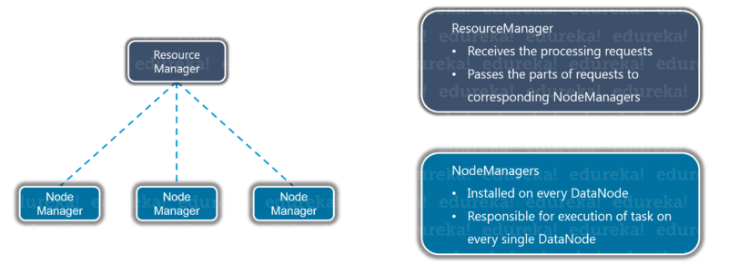 Resource
Manager
Node
Manager
Node
Manager
Node
Manager
ResourceManager
• Receives the processing requests
• Passes the parts of requests to
corresponding NodeManagers
NodeManagers
• Installed on every DataNode
• Responsible for execution of task on
every single DataNode